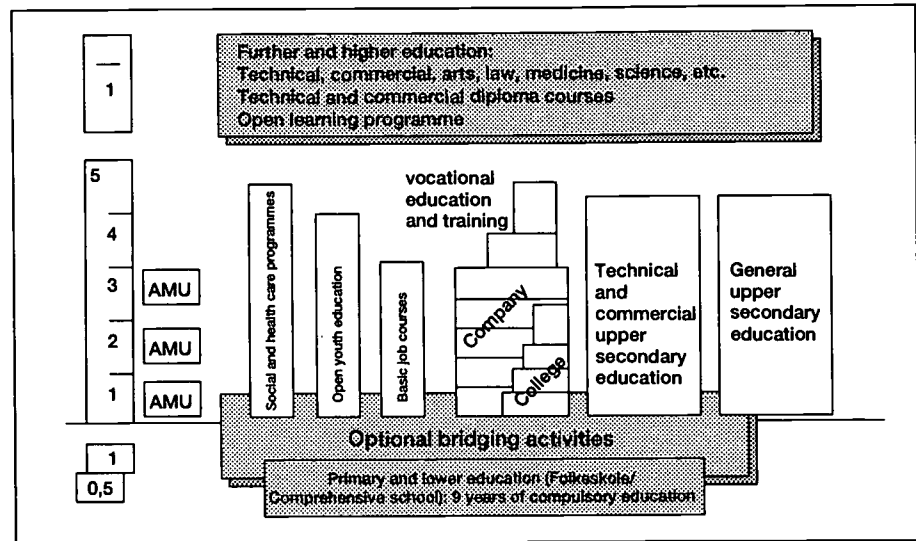 Further and higher education:
Technical, commercial, arts, law, medicine, science, etc.
Technical and commercial diploma courses
Open learning programme
1
5
4
3
2
1
1
0,5
AMU
AMU
AMU
Social and health care programmes
Open youth education
Basic job courses
vocational
education
and training
Company
College
Technical
and
commercial
upper
secondary
education
General
upper
secondary
education
Optional bridging activities
Primary and lower education (Folkeskole/
Comprehensive school): 9 years of compulsory education